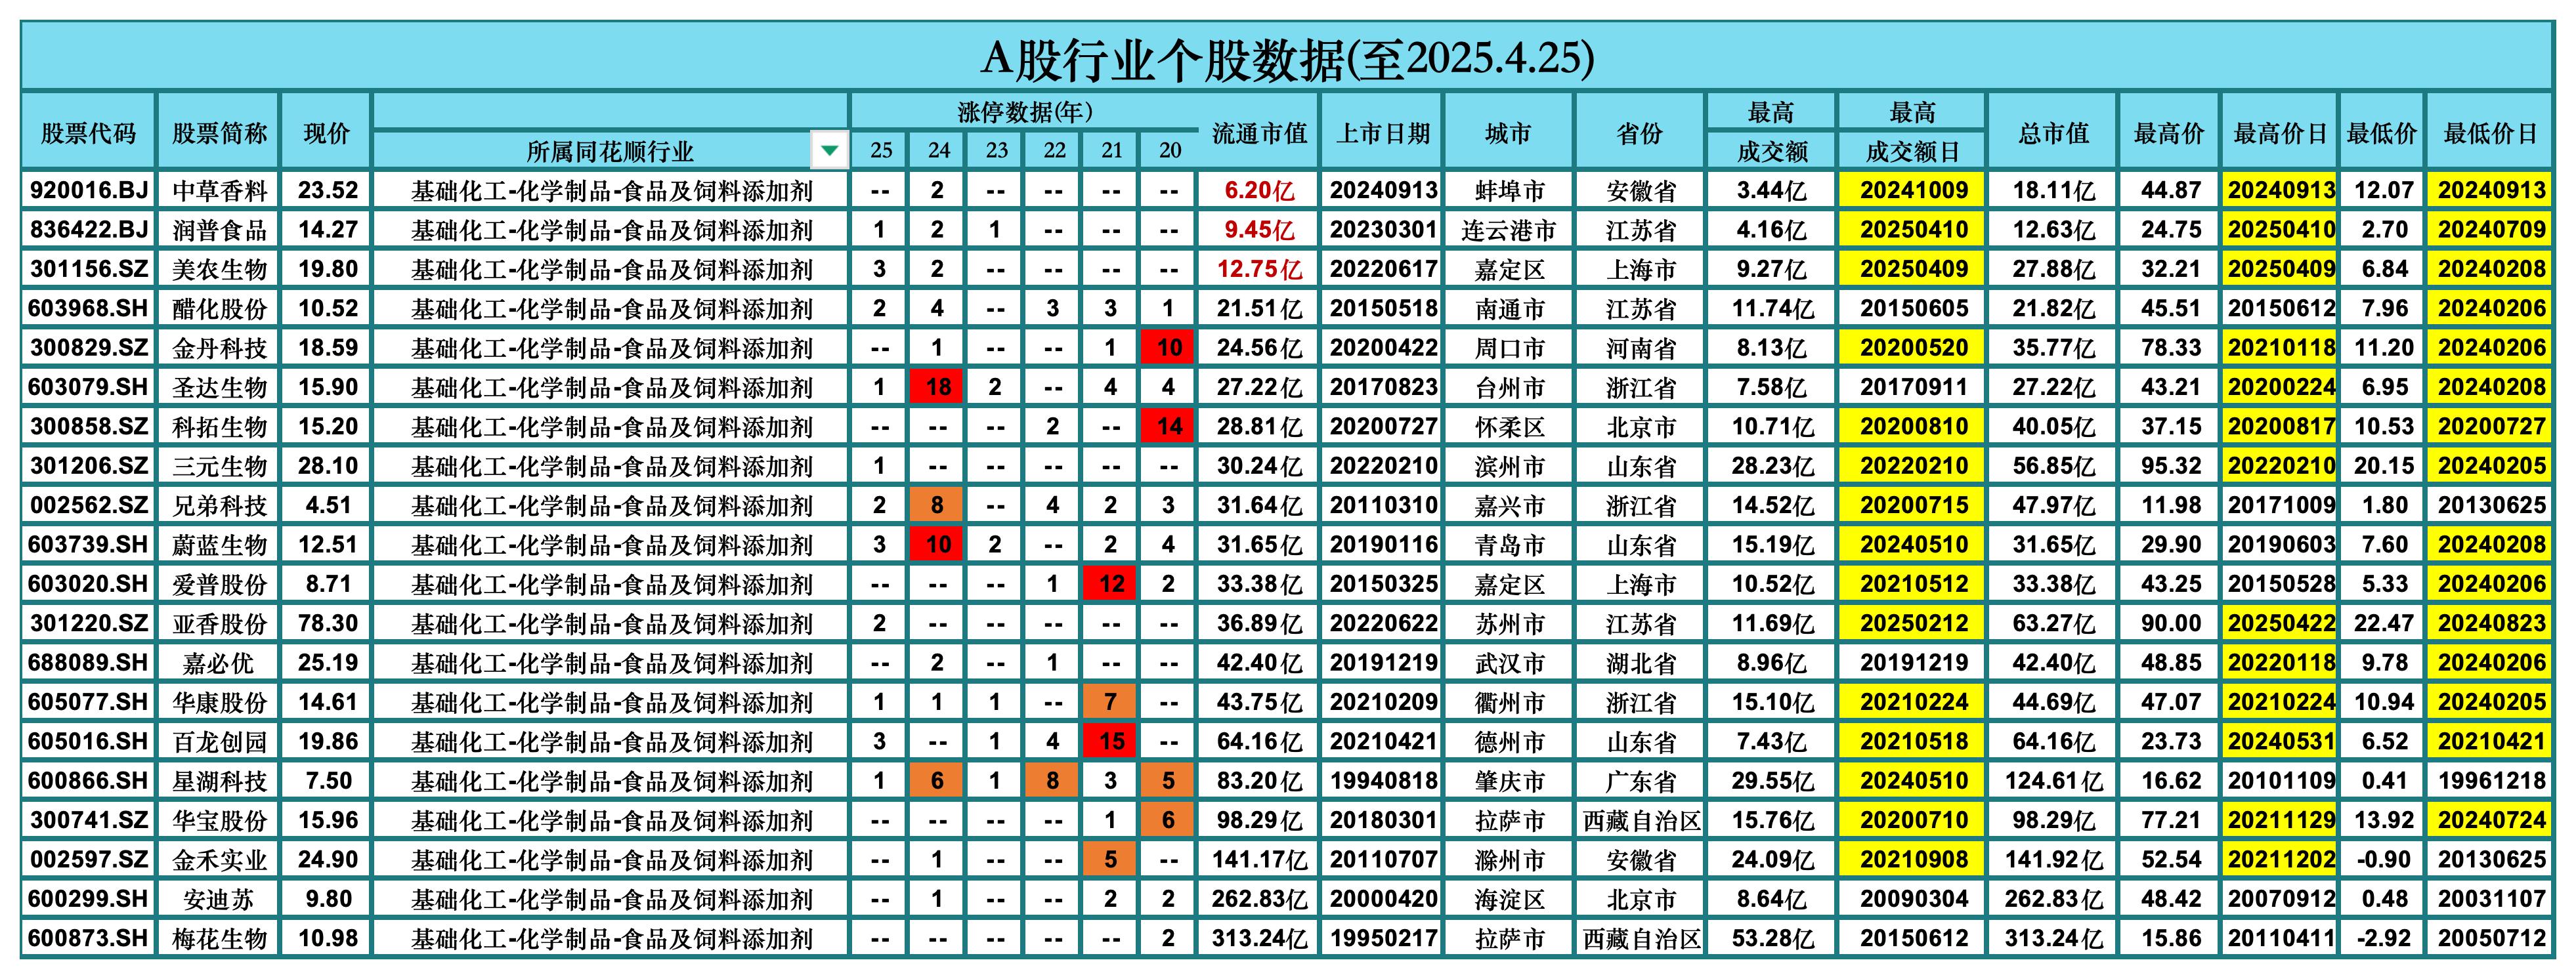 A股行业个股数据(至2025.4.25)
股票代码 股票简称 现价 所属同花顺行业 涨停数据(年) 25 24 23 22 21 20 流通市值 上市日期 城市 省份 最高成交额 最高成交额日 总市值 最高价 最高价日 最低价 最低价日
920016.BJ 中草香料 23.52 基础化工-化学制品-食品及饲料添加剂 -- 2 -- -- -- -- 6.20亿 20240913 蚌埠市 安徽省 3.44亿 20241009 18.11亿 44.87 20240913 12.07 20240913
836422.BJ 润普食品 14.27 基础化工-化学制品-食品及饲料添加剂 1 2 1 -- -- -- 9.45亿 20230301 连云港市 江苏省 4.16亿 20250410 12.63亿 24.75 20250410 2.70 20240709
301156.SZ 美农生物 19.80 基础化工-化学制品-食品及饲料添加剂 3 2 -- -- -- -- 12.75亿 20220617 嘉定区 上海市 9.27亿 20250409 27.88亿 32.21 20250409 6.84 20240208
603968.SH 醋化股份 10.52 基础化工-化学制品-食品及饲料添加剂 2 4 -- 3 3 1 21.51亿 20150518 南通市 江苏省 11.74亿 20150605 21.82亿 45.51 20150612 7.96 20240206
300829.SZ 金丹科技 18.59 基础化工-化学制品-食品及饲料添加剂 -- 1 -- -- 1 10 24.56亿 20200422 周口市 河南省 8.13亿 20200520 35.77亿 78.33 20210118 11.20 20240206
603079.SH 圣达生物 15.90 基础化工-化学制品-食品及饲料添加剂 1 18 2 -- 4 4 27.22亿 20170823 台州市 浙江省 7.58亿 20170911 27.22亿 43.21 20200224 6.95 20240208
300858.SZ 科拓生物 15.20 基础化工-化学制品-食品及饲料添加剂 -- -- -- 2 -- 14 28.81亿 20200727 怀柔区 北京市 10.71亿 20200810 40.05亿 37.15 20200817 10.53 20200727
301206.SZ 三元生物 28.10 基础化工-化学制品-食品及饲料添加剂 1 -- -- -- -- -- 30.24亿 20220210 滨州市 山东省 28.23亿 20220210 56.85亿 95.32 20220210 20.15 20240205
002562.SZ 兄弟科技 4.51 基础化工-化学制品-食品及饲料添加剂 2 8 -- 4 2 3 31.64亿 20110310 嘉兴市 浙江省 14.52亿 20200715 47.97亿 11.98 20171009 1.80 20130625
603739.SH 蔚蓝生物 12.51 基础化工-化学制品-食品及饲料添加剂 3 10 2 -- 2 4 31.65亿 20190116 青岛市 山东省 15.19亿 20240510 31.65亿 29.90 20190603 7.60 20240208
603020.SH 爱普股份 8.71 基础化工-化学制品-食品及饲料添加剂 -- -- -- 1 12 2 33.38亿 20150325 嘉定区 上海市 10.52亿 20210512 33.38亿 43.25 20150528 5.33 20240206
301220.SZ 亚香股份 78.30 基础化工-化学制品-食品及饲料添加剂 2 -- -- -- -- -- 36.89亿 20220622 苏州市 江苏省 11.69亿 20250212 63.27亿 90.00 20250422 22.47 20240823
688089.SH 嘉必优 25.19 基础化工-化学制品-食品及饲料添加剂 -- 2 -- 1 -- -- 42.40亿 20191219 武汉市 湖北省 8.96亿 20191219 42.40亿 48.85 20220118 9.78 20240206
605077.SH 华康股份 14.61 基础化工-化学制品-食品及饲料添加剂 1 1 1 -- 7 -- 43.75亿 20210209 衢州市 浙江省 15.10亿 20210224 44.69亿 47.07 20210224 10.94 20240205
605016.SH 百龙创园 19.86 基础化工-化学制品-食品及饲料添加剂 3 -- 1 4 15 -- 64.16亿 20210421 德州市 山东省 7.43亿 20210518 64.16亿 23.73 20240531 6.52 20210421
600866.SH 星湖科技 7.50 基础化工-化学制品-食品及饲料添加剂 1 6 1 8 3 5 83.20亿 19940818 肇庆市 广东省 29.55亿 20240510 124.61亿 16.62 20101109 0.41 19961218
300741.SZ 华宝股份 15.96 基础化工-化学制品-食品及饲料添加剂 -- -- -- -- 1 6 98.29亿 20180301 拉萨市 西藏自治区 15.76亿 20200710 98.29亿 77.21 20211129 13.92 20240724
002597.SZ 金禾实业 24.90 基础化工-化学制品-食品及饲料添加剂 -- 1 -- -- 5 -- 141.17亿 20110707 滁州市 安徽省 24.09亿 20210908 141.92亿 52.54 20211202 -0.90 20130625
600299.SH 安迪苏 9.80 基础化工-化学制品-食品及饲料添加剂 -- 1 -- -- 2 2 262.83亿 20000420 海淀区 北京市 8.64亿 20090304 262.83亿 48.42 20070912 0.48 20031107
600873.SH 梅花生物 10.98 基础化工-化学制品-食品及饲料添加剂 -- -- -- -- -- 2 313.24亿 19950217 拉萨市 西藏自治区 53.28亿 20150612 313.24亿 15.86 20110411 -2.92 20050712